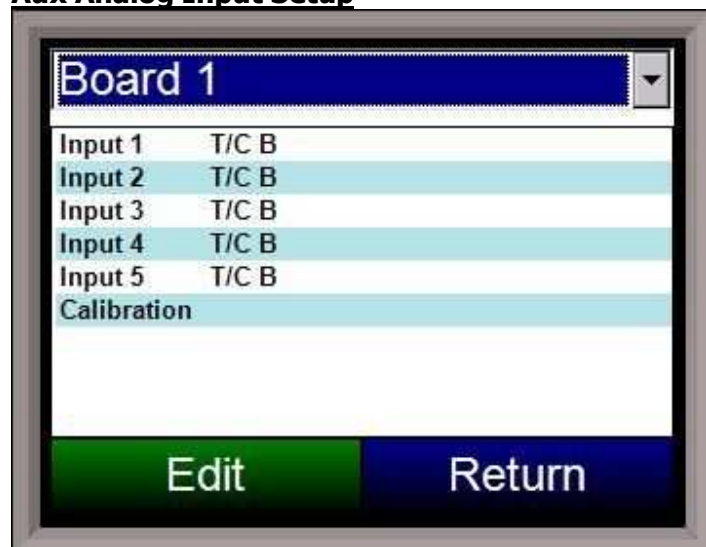 Aux Analog Input Setup
Board 1
Input 1 T/C B
Input 2 T/C B
Input 3 T/C B
Input 4 T/C B
Input 5 T/C B
Calibration
Edit Return